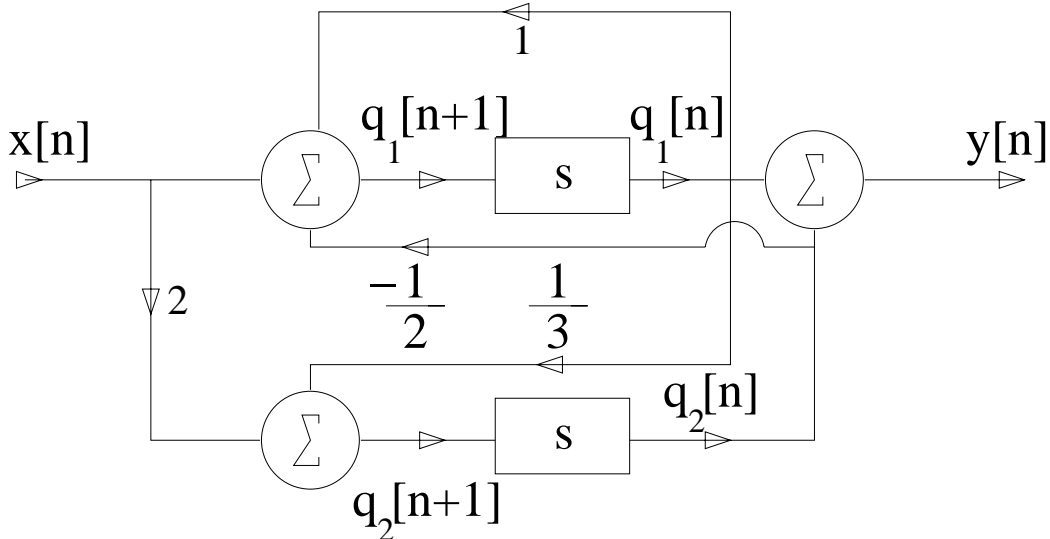 1
q₁[n+1]
q₁[n]
x[n]
y[n]
Σ
s
Σ
-1/2
1/3
2
q₂[n]
Σ
s
q₂[n+1]